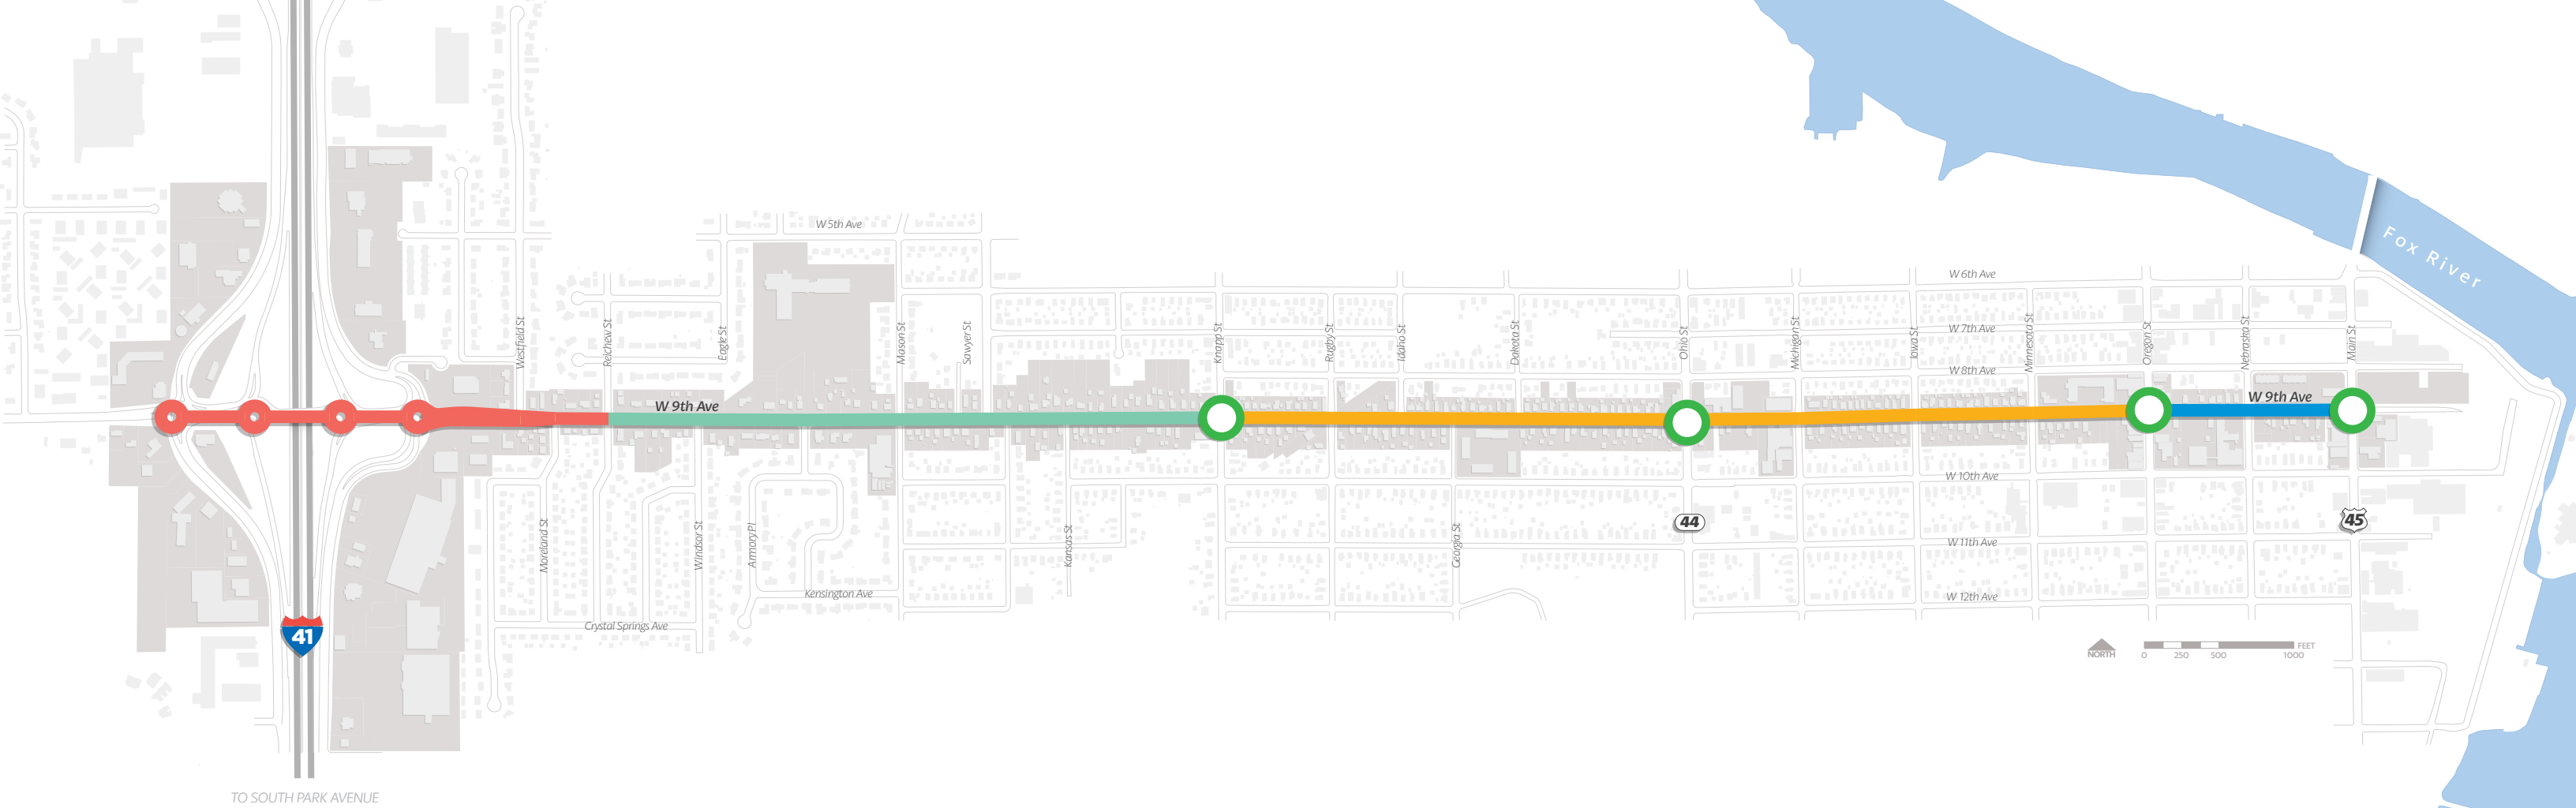 W 5th Ave
Fox River
W 6th Ave
Westfield St
Reichow St
Eagle St
Mason St
Sawyer St
Knapp St
Rugby St
Idaho St
Dakota St
Ohio St
Michigan St
Iowa St
Minnesota St
Oregon St
Nebraska St
Main St
W 7th Ave
W 8th Ave
W 9th Ave
W 9th Ave
W 10th Ave
44
45
Moreland St
Windsor St
Armory Pl
Kansas St
Georgia St
W 11th Ave
Kensington Ave
W 12th Ave
Crystal Springs Ave
41
NORTH
FEET
0 250 500 1000
TO SOUTH PARK AVENUE